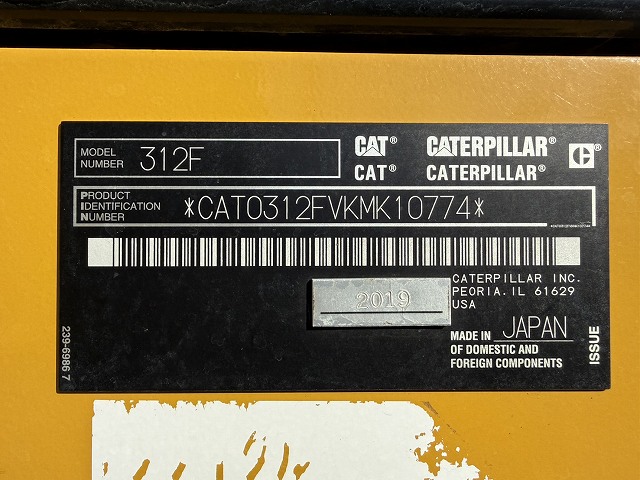 MODEL NUMBER 312F
CAT® CATERPILLAR® C®
CAT® CATERPILLAR®
PRODUCT IDENTIFICATION NUMBER *CAT0312FVKMK10774*
*CAT0312FVKMK10774*
CATERPILLAR INC.
PEORIA. IL 61629
USA
2019
MADE IN JAPAN
OF DOMESTIC AND
FOREIGN COMPONENTS
ISSUE
239-6986 7